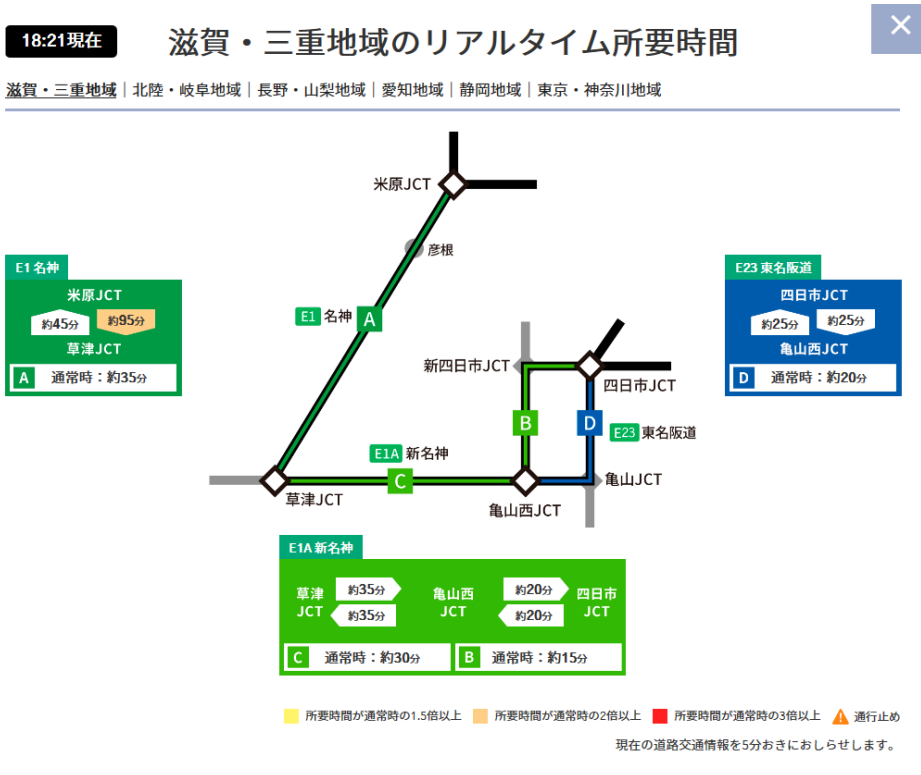 18:21現在
滋賀・三重地域のリアルタイム所要時間
滋賀・三重地域|北陸・岐阜地域|長野・山梨地域|愛知地域|静岡地域|東京・神奈川地域
米原JCT
彦根
E1 名神
A
新四日市JCT
四日市JCT
B
D
E23 東名阪道
E1A 新名神
C
草津JCT
亀山西JCT
亀山JCT
E1 名神
米原JCT
約45分 約95分
草津JCT
A 通常時：約35分
E23 東名阪道
四日市JCT
約25分 約25分
亀山西JCT
D 通常時：約20分
E1A 新名神
草津JCT
約35分
約35分
亀山西JCT
約20分
約20分
四日市JCT
C 通常時：約30分
B 通常時：約15分
所要時間が通常時の1.5倍以上 所要時間が通常時の2倍以上 所要時間が通常時の3倍以上 通行止め
現在の道路交通情報を5分おきにおしらせします。